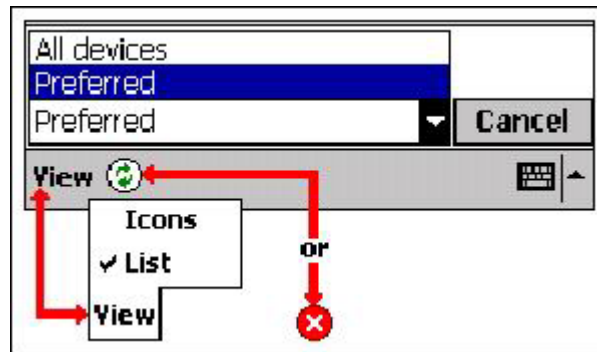 All devices
Preferred
Preferred
Cancel
View
Icons
or
✓ List
View